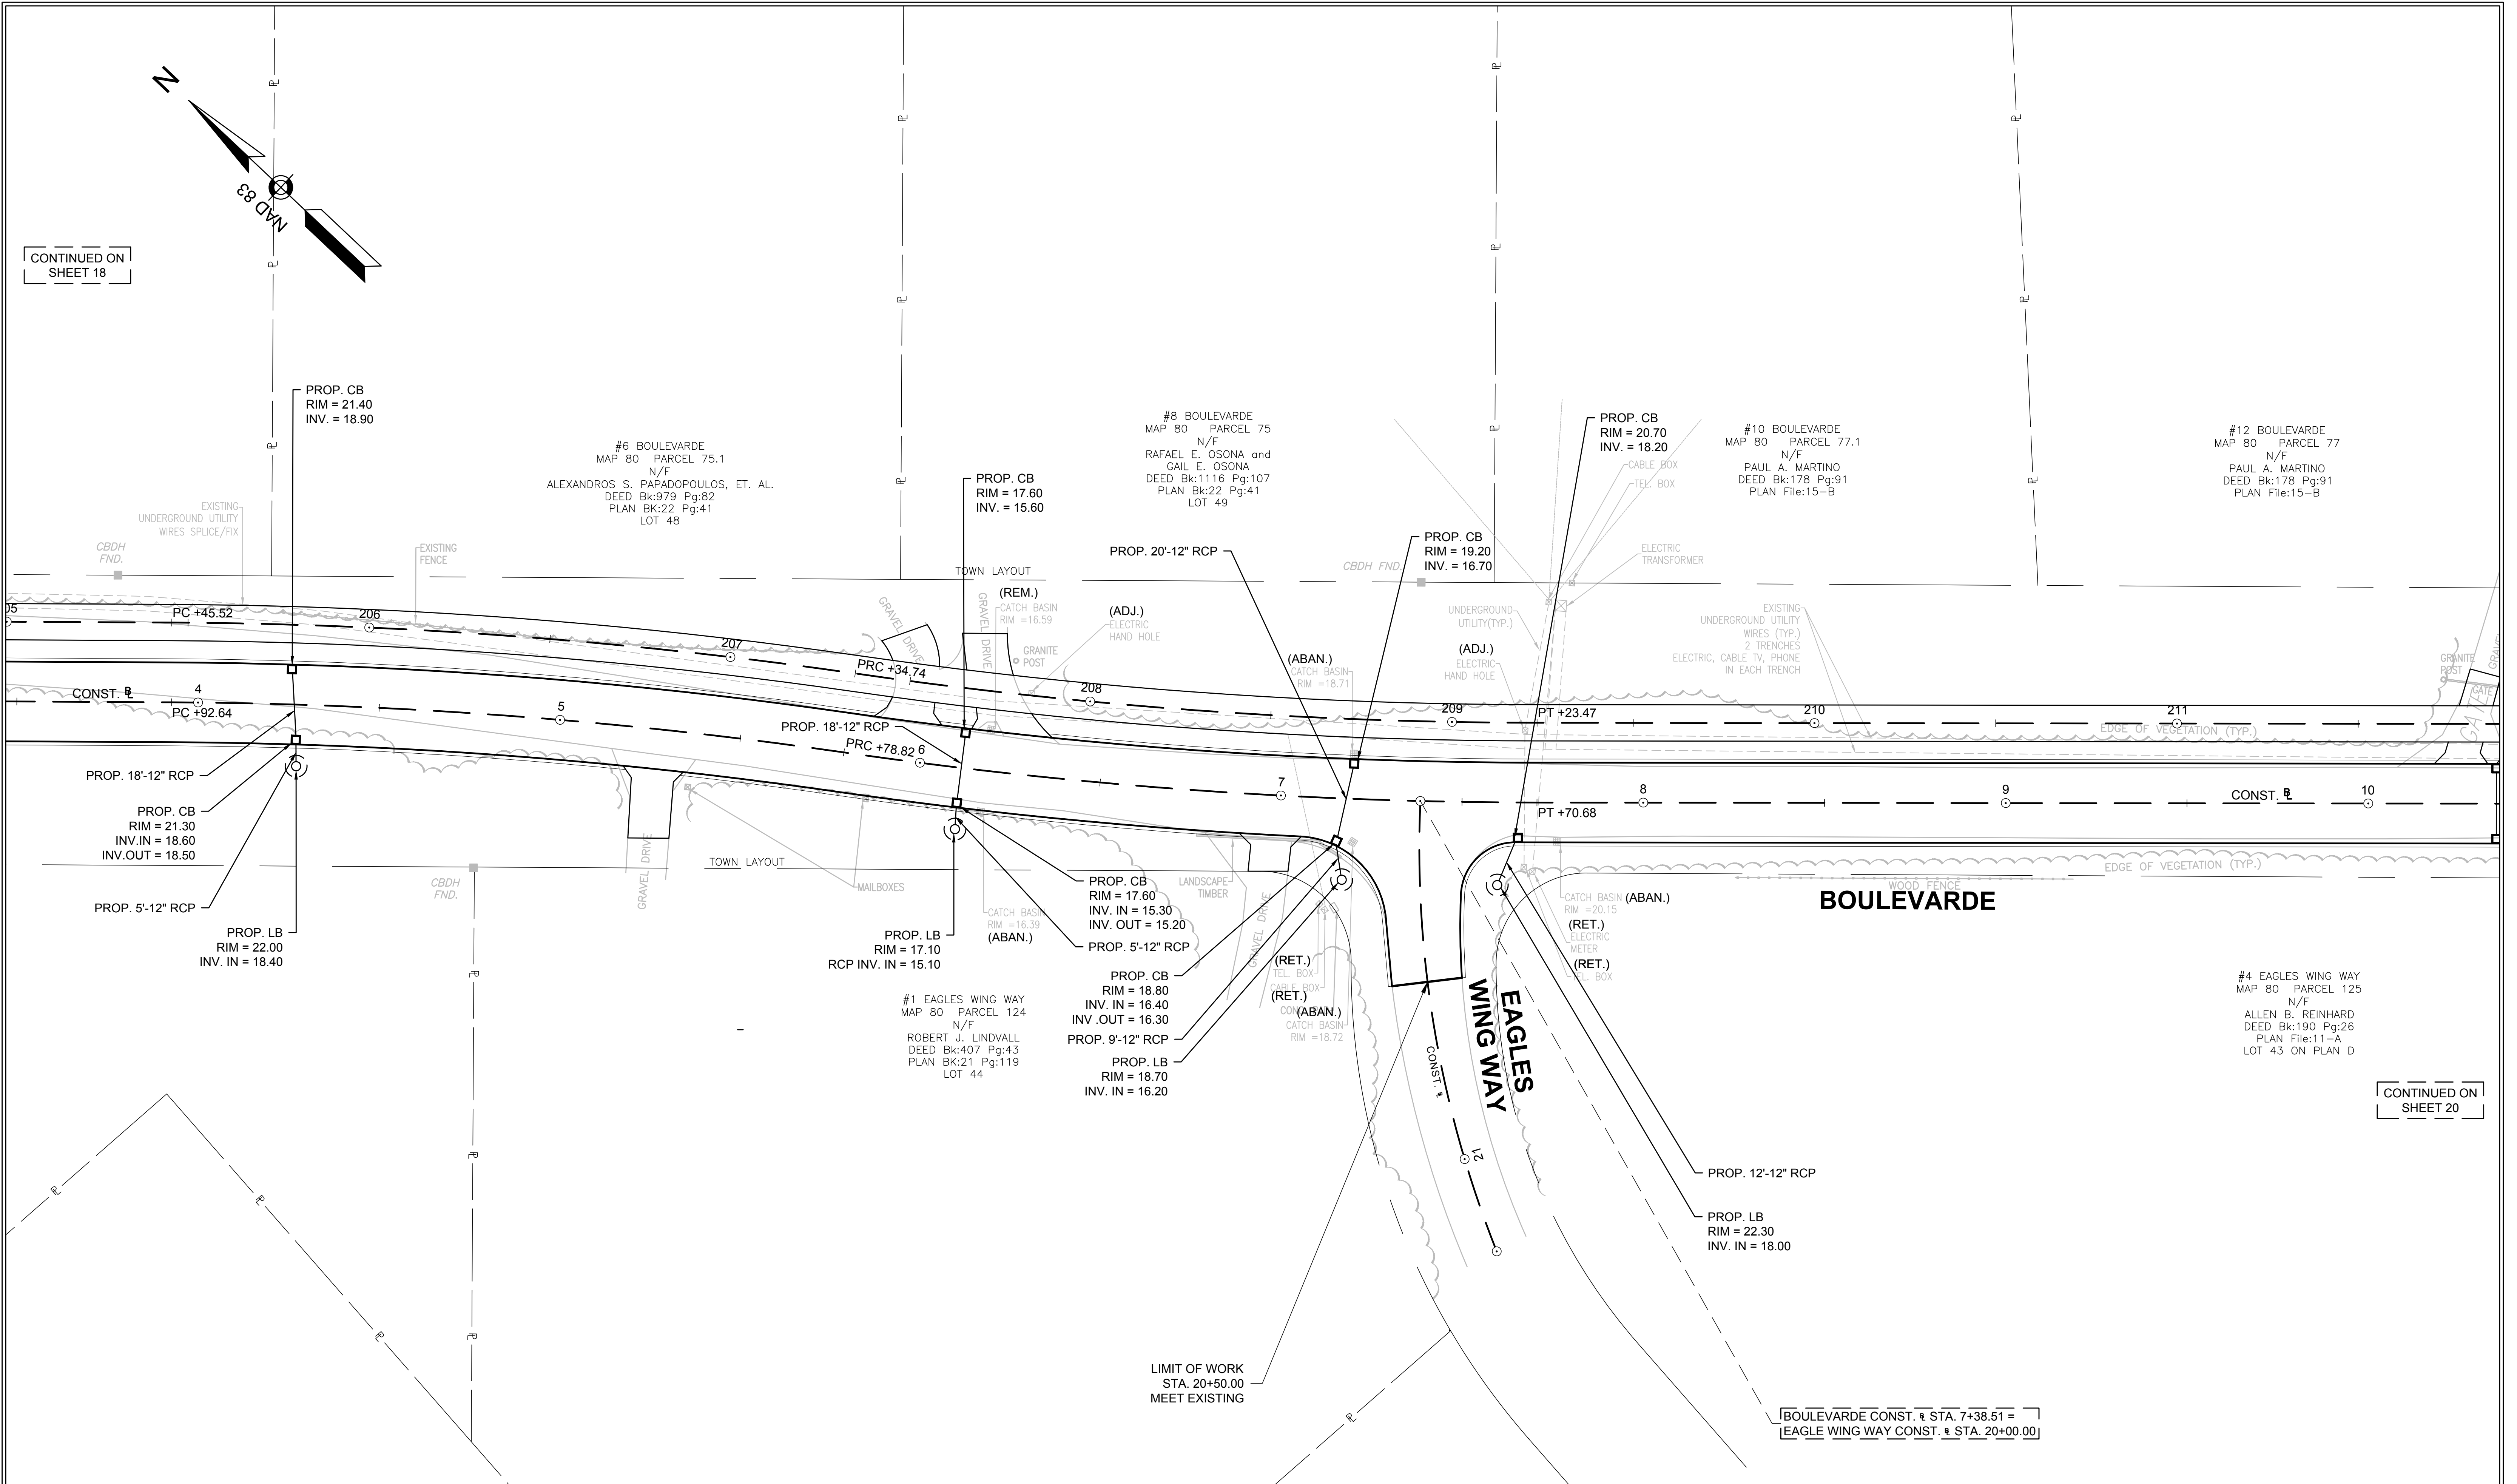 N
NAD 83
CONTINUED ON
SHEET 18
PROP. CB
RIM = 21.40
INV. = 18.90
#6 BOULEVARDE
MAP 80 PARCEL 75.1
N/F
ALEXANDROS S. PAPADOPOULOS, ET. AL.
DEED Bk:979 Pg:82
PLAN BK:22 Pg:41
LOT 48
#8 BOULEVARDE
MAP 80 PARCEL 75
N/F
RAFAEL E. OSONA and
GAIL E. OSONA
DEED Bk:1116 Pg:107
PLAN Bk:22 Pg:41
LOT 49
PROP. CB
RIM = 20.70
INV. = 18.20
#10 BOULEVARDE
MAP 80 PARCEL 77.1
N/F
PAUL A. MARTINO
DEED Bk:178 Pg:91
PLAN File:15-B
#12 BOULEVARDE
MAP 80 PARCEL 77
N/F
PAUL A. MARTINO
DEED Bk:178 Pg:91
PLAN File:15-B
CABLE BOX
TEL. BOX
PROP. CB
RIM = 17.60
INV. = 15.60
EXISTING
UNDERGROUND UTILITY
WIRES SPLICE/FIX
CBDH
FND.
EXISTING
FENCE
PROP. 20'-12" RCP
PROP. CB
RIM = 19.20
INV. = 16.70
CBDH FND.
ELECTRIC
TRANSFORMER
TOWN LAYOUT
(REM.)
CATCH BASIN
RIM =16.59
(ADJ.)
ELECTRIC
HAND HOLE
GRAVEL DRIVE
GRAVEL DRIVE
GRANITE
POST
UNDERGROUND
UTILITY(TYP.)
(ADJ.)
ELECTRIC
HAND HOLE
EXISTING
UNDERGROUND UTILITY
WIRES (TYP.)
2 TRENCHES
ELECTRIC, CABLE TV, PHONE
IN EACH TRENCH
(ABAN.)
CATCH BASIN
RIM =18.71
GRANITE
POST
GATE
GATE
05
PC +45.52
206
207
PRC +34.74
208
209
PT +23.47
210
211
EDGE OF VEGETATION (TYP.)
CONST. ℄
4
PC +92.64
5
PROP. 18'-12" RCP
PRC +78.82
6
7
8
9
CONST. ℄
10
PT +70.68
PROP. 18'-12" RCP
PROP. CB
RIM = 21.30
INV.IN = 18.60
INV.OUT = 18.50
PROP. 5'-12" RCP
PROP. LB
RIM = 22.00
INV. IN = 18.40
CBDH
FND.
GRAVEL DRIVE
TOWN LAYOUT
MAILBOXES
CATCH BASIN
RIM =16.39
(ABAN.)
PROP. LB
RIM = 17.10
RCP INV. IN = 15.10
PROP. CB
RIM = 17.60
INV. IN = 15.30
INV. OUT = 15.20
PROP. 5'-12" RCP
LANDSCAPE
TIMBER
GRAVEL DRIVE
(RET.)
TEL. BOX
CABLE BOX
(RET.)
(ABAN.)
CATCH BASIN
RIM =18.72
PROP. CB
RIM = 18.80
INV. IN = 16.40
INV .OUT = 16.30
PROP. 9'-12" RCP
PROP. LB
RIM = 18.70
INV. IN = 16.20
#1 EAGLES WING WAY
MAP 80 PARCEL 124
N/F
ROBERT J. LINDVALL
DEED Bk:407 Pg:43
PLAN BK:21 Pg:119
LOT 44
EDGE OF VEGETATION (TYP.)
WOOD FENCE
BOULEVARDE
CATCH BASIN (ABAN.)
RIM =20.15
(RET.)
ELECTRIC
METER
(RET.)
TEL. BOX
EAGLES
WING WAY
CONST. ℄
21
#4 EAGLES WING WAY
MAP 80 PARCEL 125
N/F
ALLEN B. REINHARD
DEED Bk:190 Pg:26
PLAN File:11-A
LOT 43 ON PLAN D
CONTINUED ON
SHEET 20
PROP. 12'-12" RCP
PROP. LB
RIM = 22.30
INV. IN = 18.00
LIMIT OF WORK
STA. 20+50.00
MEET EXISTING
BOULEVARDE CONST. ℄ STA. 7+38.51 =
EAGLE WING WAY CONST. ℄ STA. 20+00.00